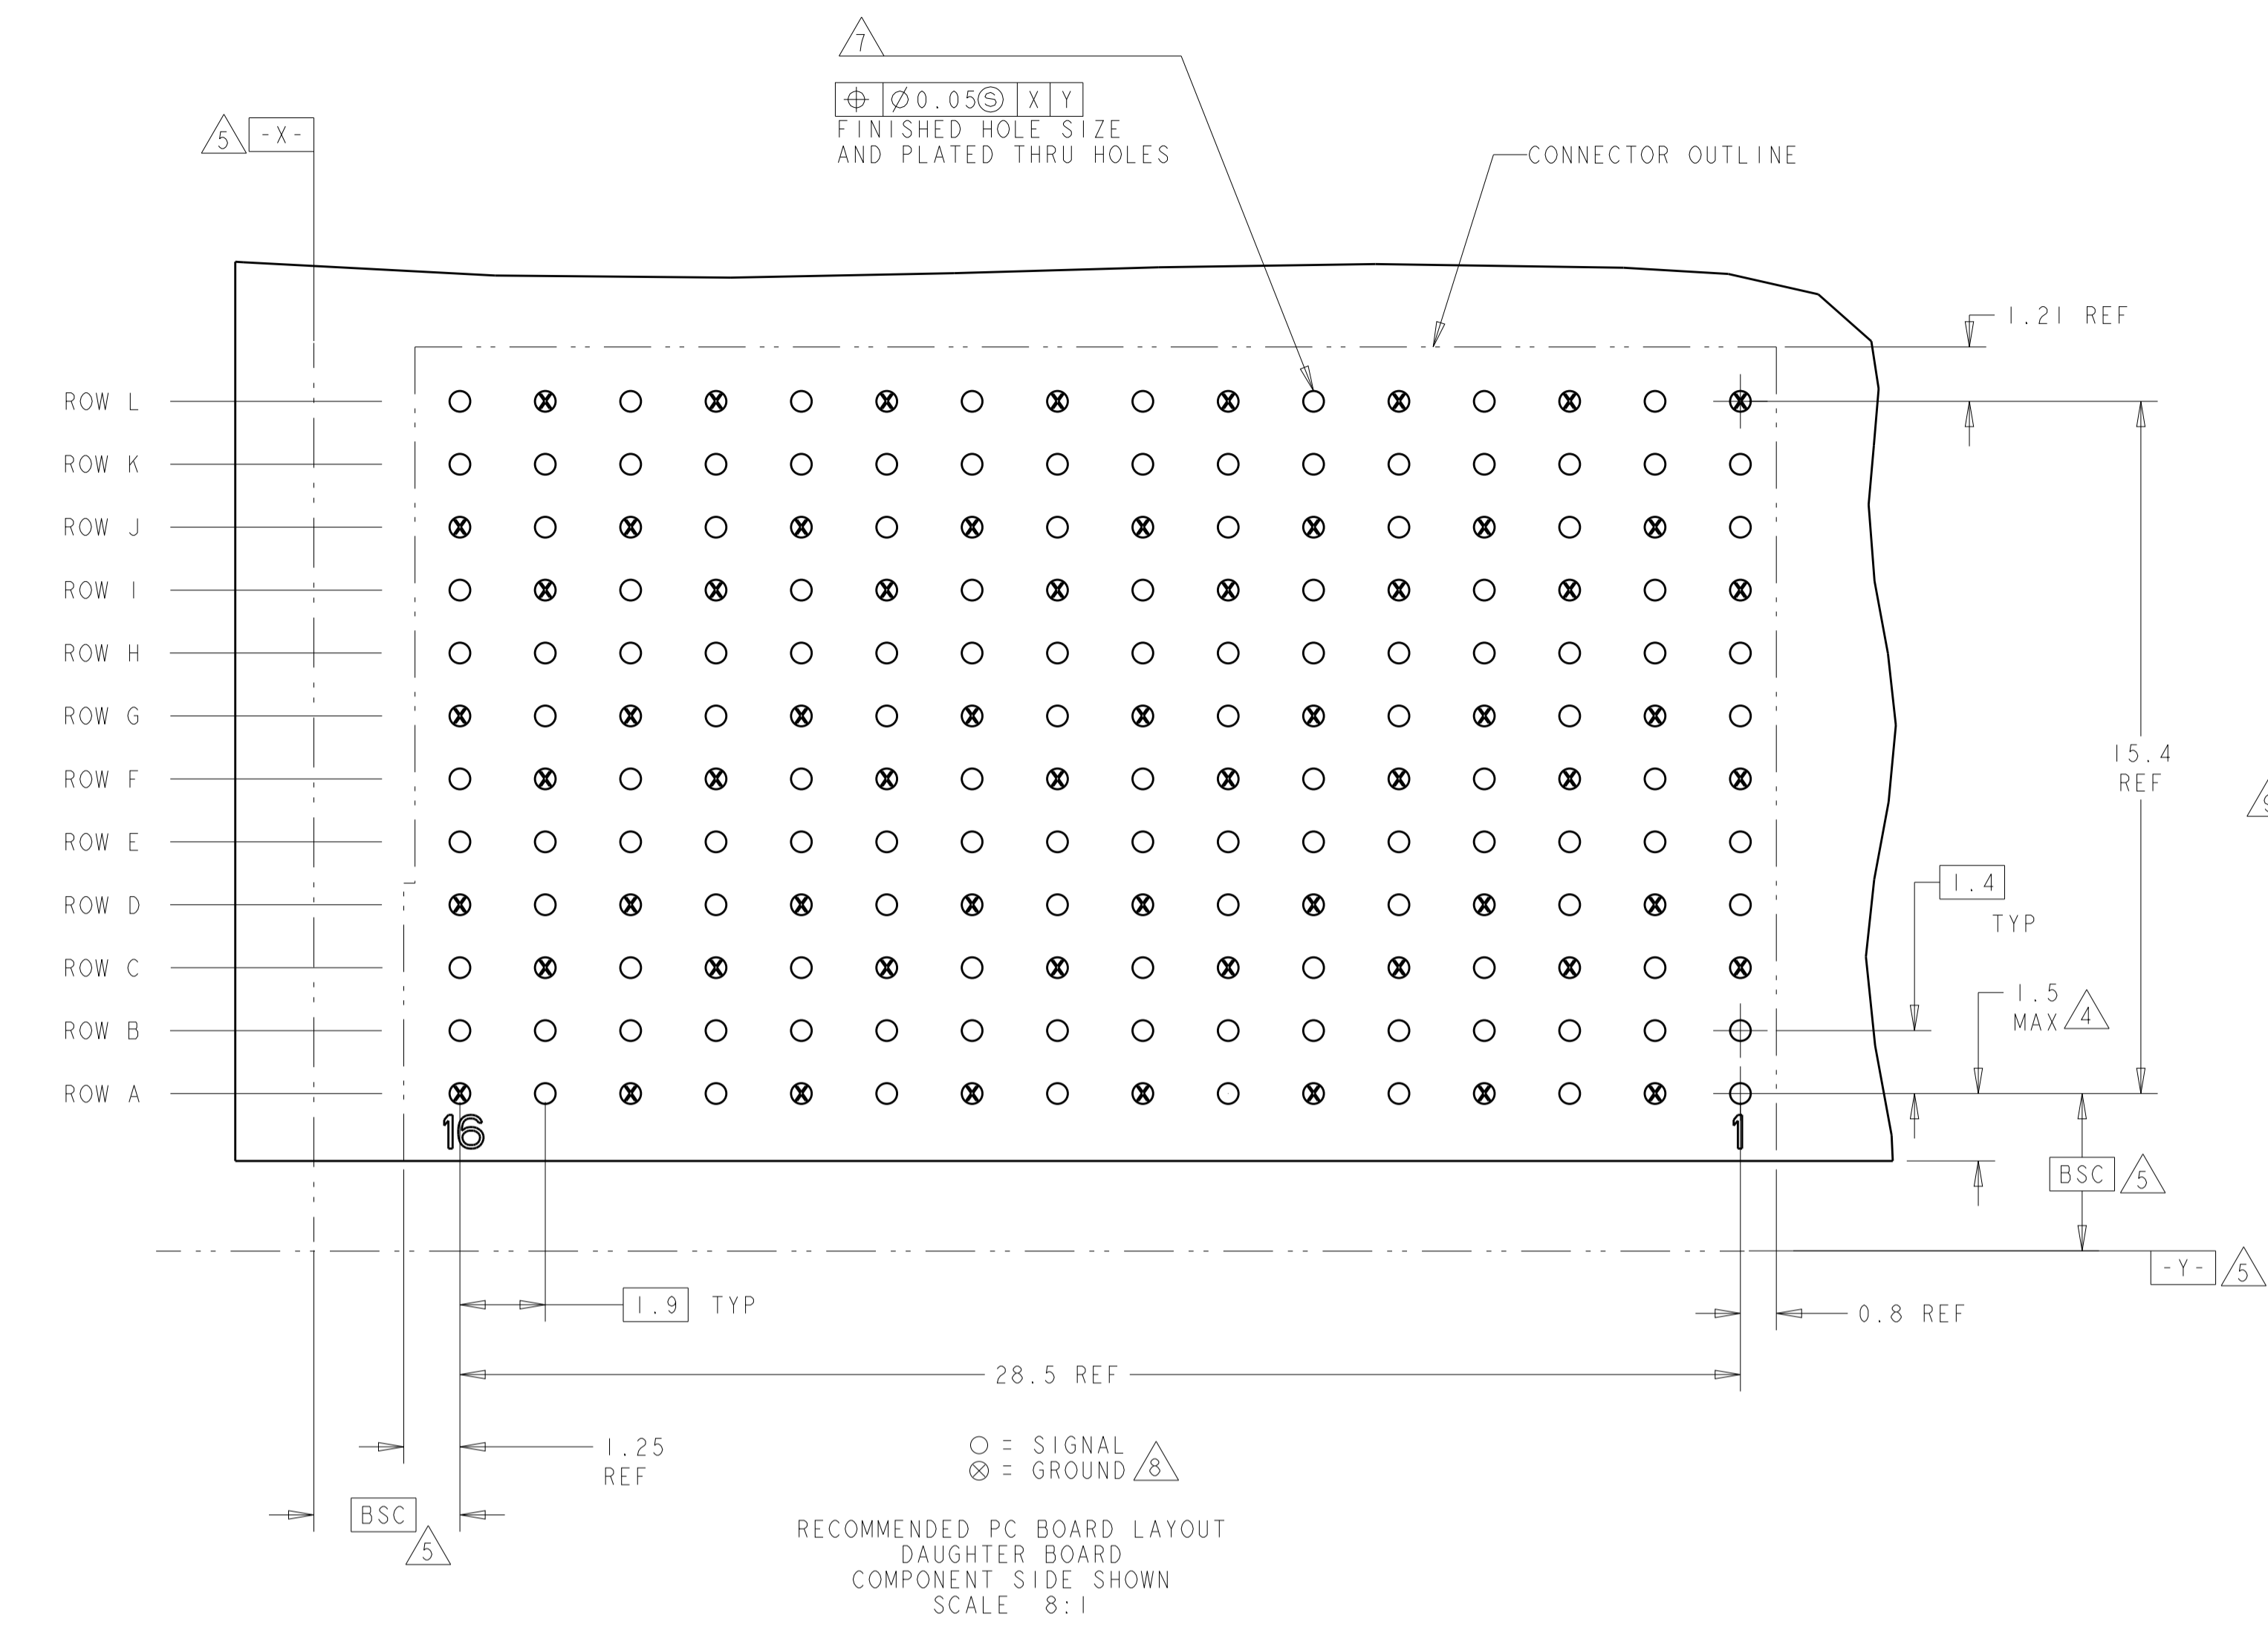 7
⌀0.05Ⓢ X Y
FINISHED HOLE SIZE
AND PLATED THRU HOLES
5 -X-
CONNECTOR OUTLINE
1.21 REF
ROW L
ROW K
ROW J
ROW I
ROW H
ROW G
ROW F
ROW E
ROW D
ROW C
ROW B
ROW A
15.4
REF
1.4
TYP
1.5
MAX 4
16
1
BSC 5
-Y- 5
1.9 TYP
0.8 REF
28.5 REF
1.25
REF
BSC
5
= SIGNAL
= GROUND 8
RECOMMENDED PC BOARD LAYOUT
DAUGHTER BOARD
COMPONENT SIDE SHOWN
SCALE 8:1